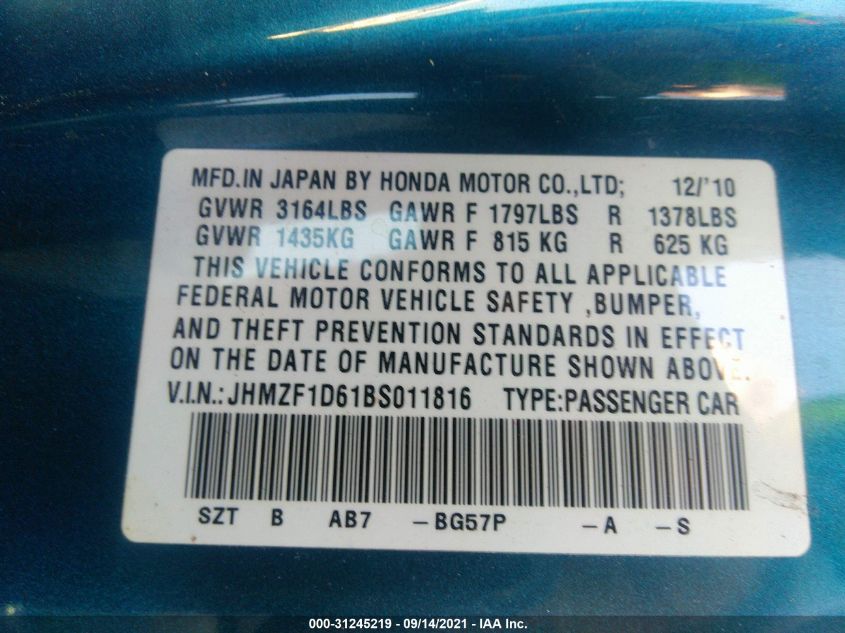 MFD.IN JAPAN BY HONDA MOTOR CO.,LTD; 12/'10
GVWR 3164LBS GAWR F 1797LBS R 1378LBS
GVWR 1435KG GAWR F 815 KG R 625 KG
THIS VEHICLE CONFORMS TO ALL APPLICABLE
FEDERAL MOTOR VEHICLE SAFETY ,BUMPER,
AND THEFT PREVENTION STANDARDS IN EFFECT
ON THE DATE OF MANUFACTURE SHOWN ABOVE.
V.I.N.: JHMZF1D61BS011816 TYPE:PASSENGER CAR
SZT B AB7 -BG57P -A -S
000-31245219 - 09/14/2021 - IAA Inc.